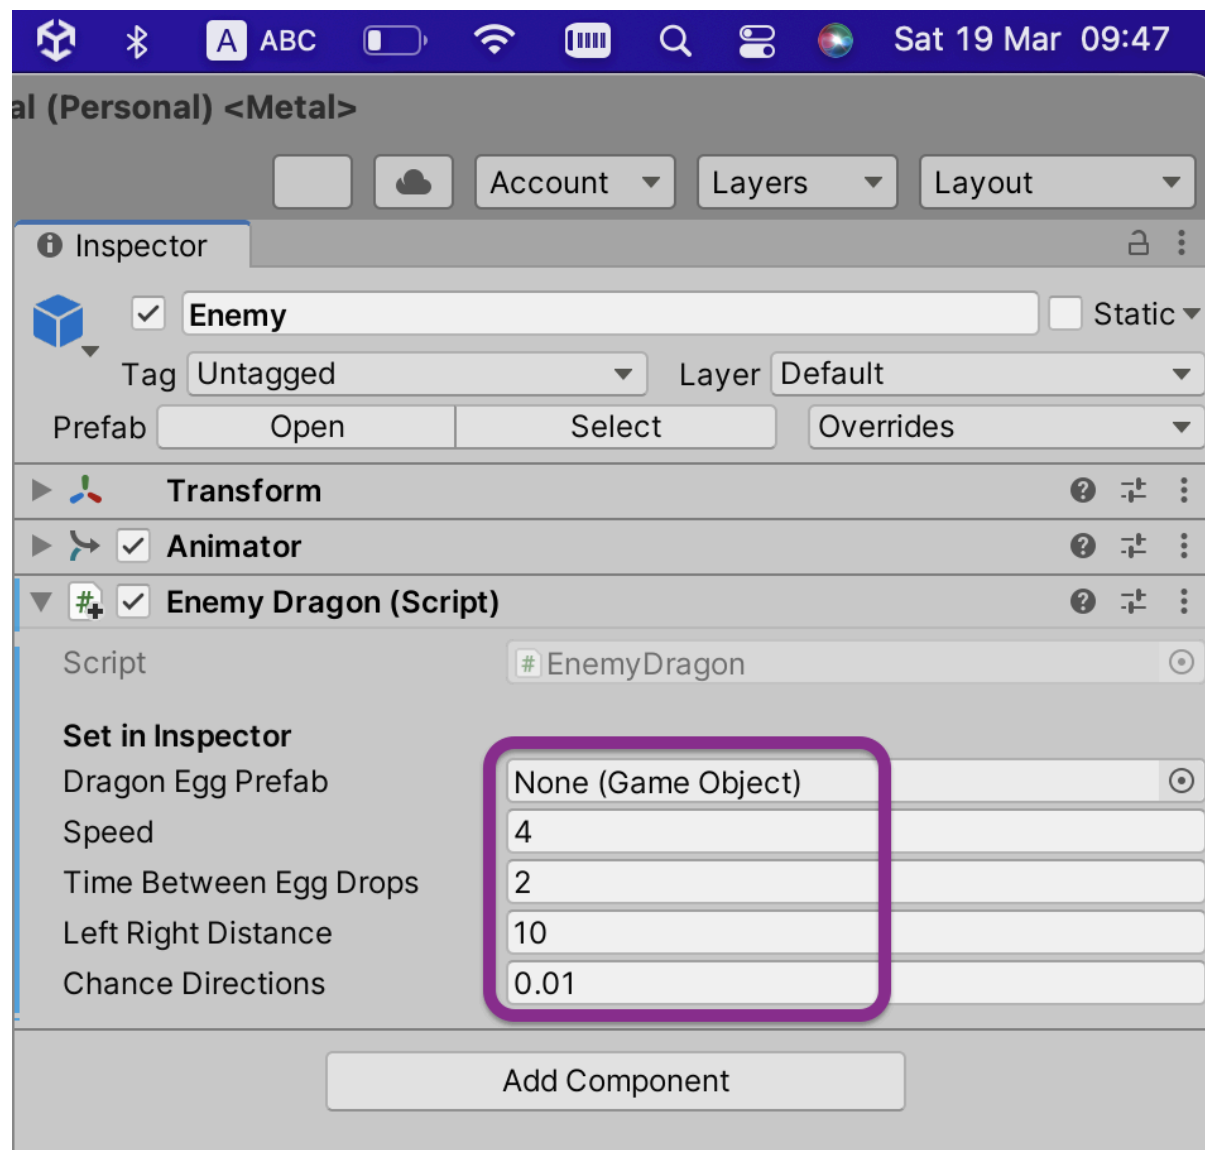 A ABC Sat 19 Mar 09:47
al (Personal) <Metal>
Account Layers Layout
Inspector
Enemy Static
Tag Untagged Layer Default
Prefab Open Select Overrides
Transform
Animator
# Enemy Dragon (Script)
Script # EnemyDragon
Set in Inspector
Dragon Egg Prefab None (Game Object)
Speed 4
Time Between Egg Drops 2
Left Right Distance 10
Chance Directions 0.01
Add Component